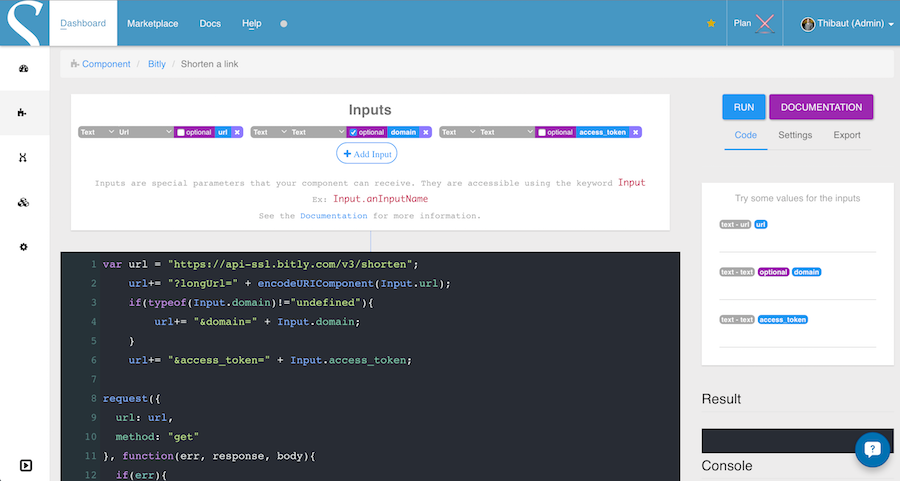 Dashboard Marketplace Docs Help Plan Thibaut (Admin)
Component / Bitly / Shorten a link
Inputs
Text Url optional url × Text Text optional domain × Text Text optional access_token ×
+ Add Input
Inputs are special parameters that your component can receive. They are accessible using the keyword Input
Ex: Input.anInputName
See the Documentation for more information.
RUN DOCUMENTATION
Code Settings Export
Try some values for the inputs
text - url url
text - text optional domain
text - text access_token
1 var url = "https://api-ssl.bitly.com/v3/shorten";
2 url+= "?longUrl=" + encodeURIComponent(Input.url);
3 if(typeof(Input.domain)!="undefined"){
4 url+= "&domain=" + Input.domain;
5 }
6 url+= "&access_token=" + Input.access_token;
7
8 request({
9 url: url,
10 method: "get"
11 }, function(err, response, body){
12 if(err){
Result
Console